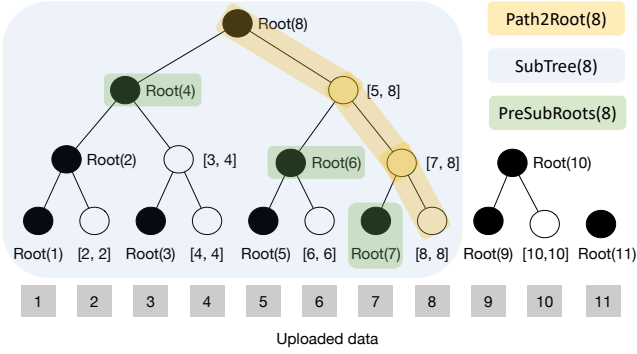 Root(8)
Path2Root(8)
SubTree(8)
PreSubRoots(8)
Root(4)
[5, 8]
Root(2)
[3, 4]
Root(6)
[7, 8]
Root(10)
Root(1)
[2, 2]
Root(3)
[4, 4]
Root(5)
[6, 6]
Root(7)
[8, 8]
Root(9)
[10,10]
Root(11)
1
2
3
4
5
6
7
8
9
10
11
Uploaded data